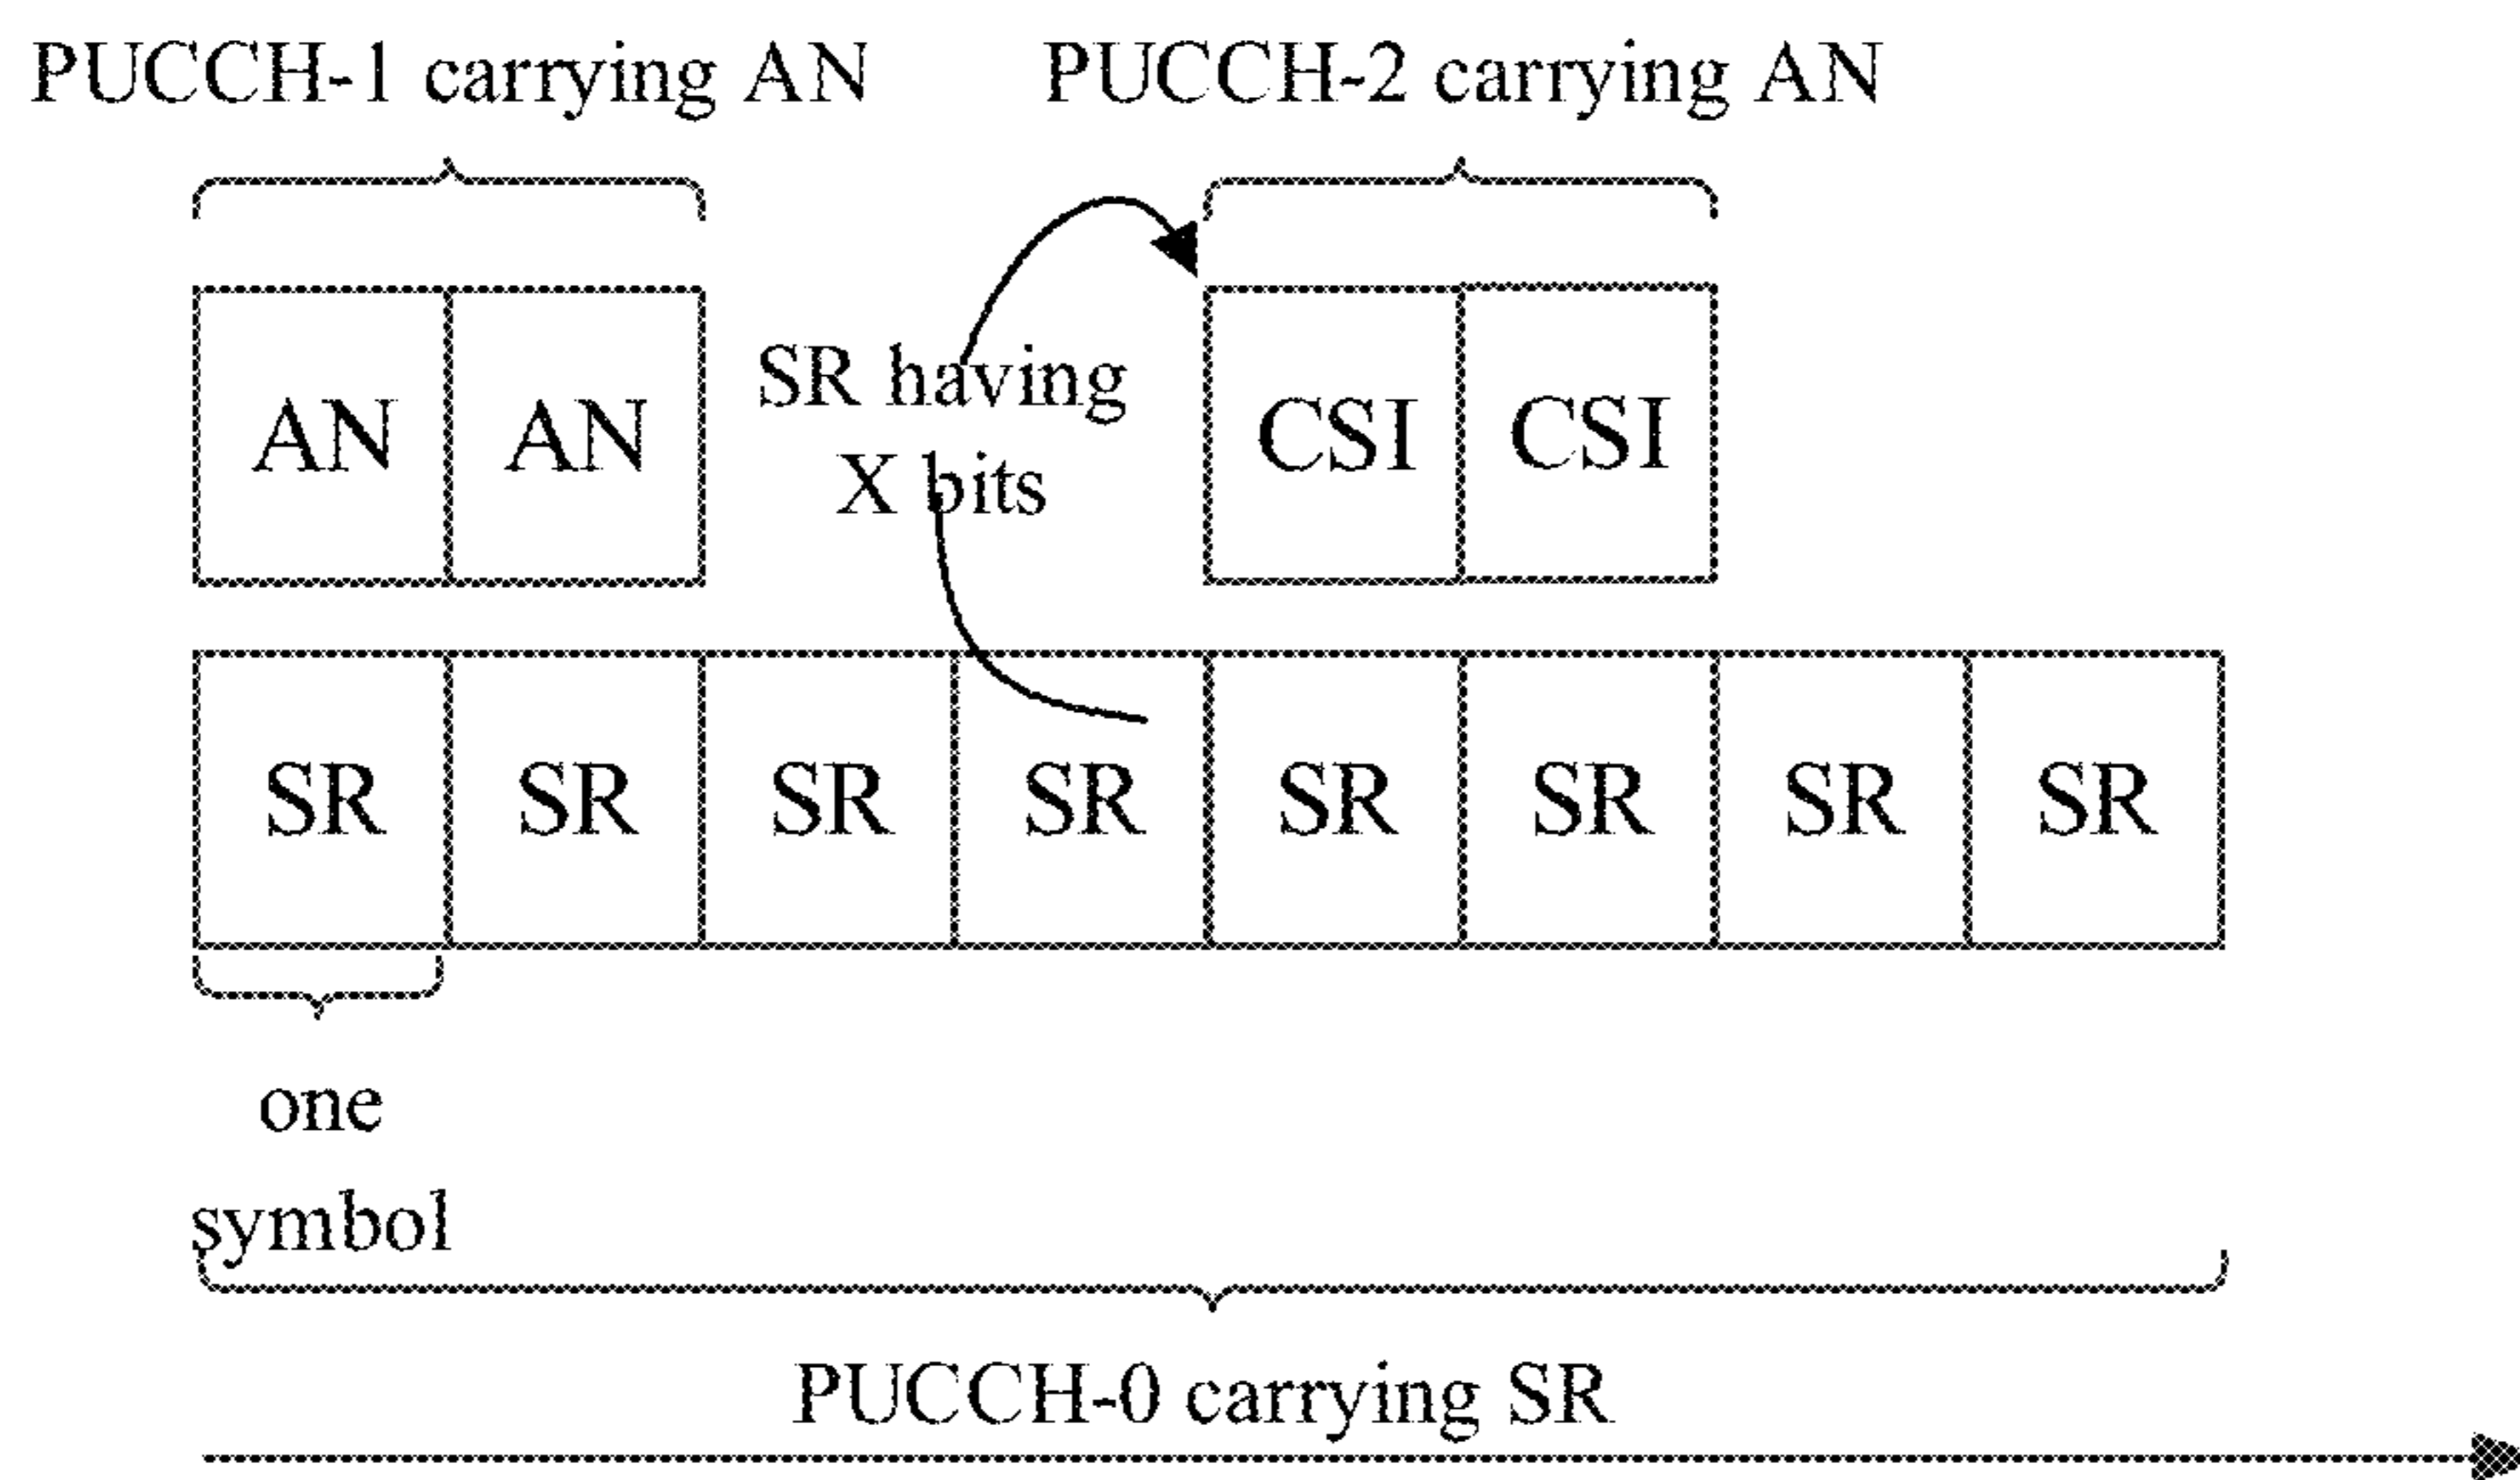 PUCCH-1 carrying AN
PUCCH-2 carrying AN
AN
AN
SR having
X bits
CSI
CSI
SR
SR
SR
SR
SR
SR
SR
SR
one
symbol
PUCCH-0 carrying SR